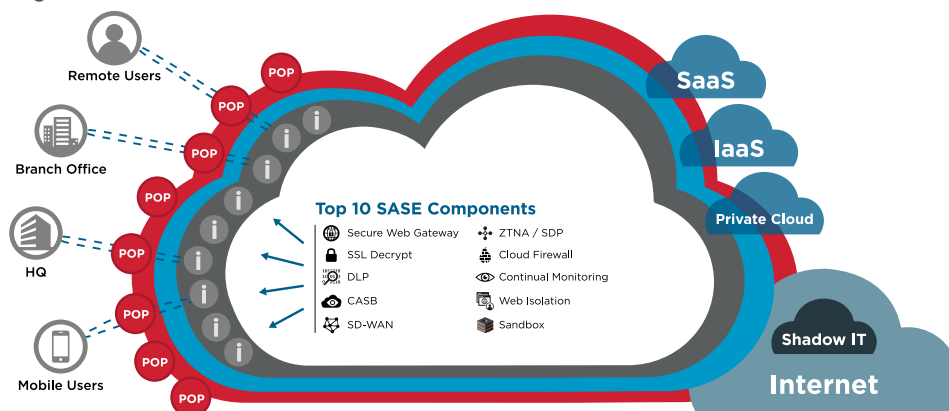 POP
Remote Users
POP
SaaS
POP
Branch Office
IaaS
POP
Top 10 SASE Components
Secure Web Gateway
ZTNA / SDP
Private Cloud
SSL Decrypt
Cloud Firewall
HQ
POP
DLP
Continual Monitoring
CASB
Web Isolation
POP
SD-WAN
Sandbox
Shadow IT
POP
Mobile Users
Internet
POP
i
i
i
i
i
i
i
i